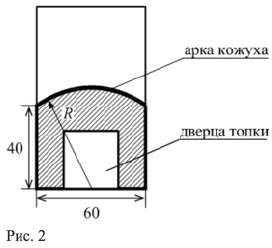 арка кожуха
R
дверца топки
40
60
Рис. 2